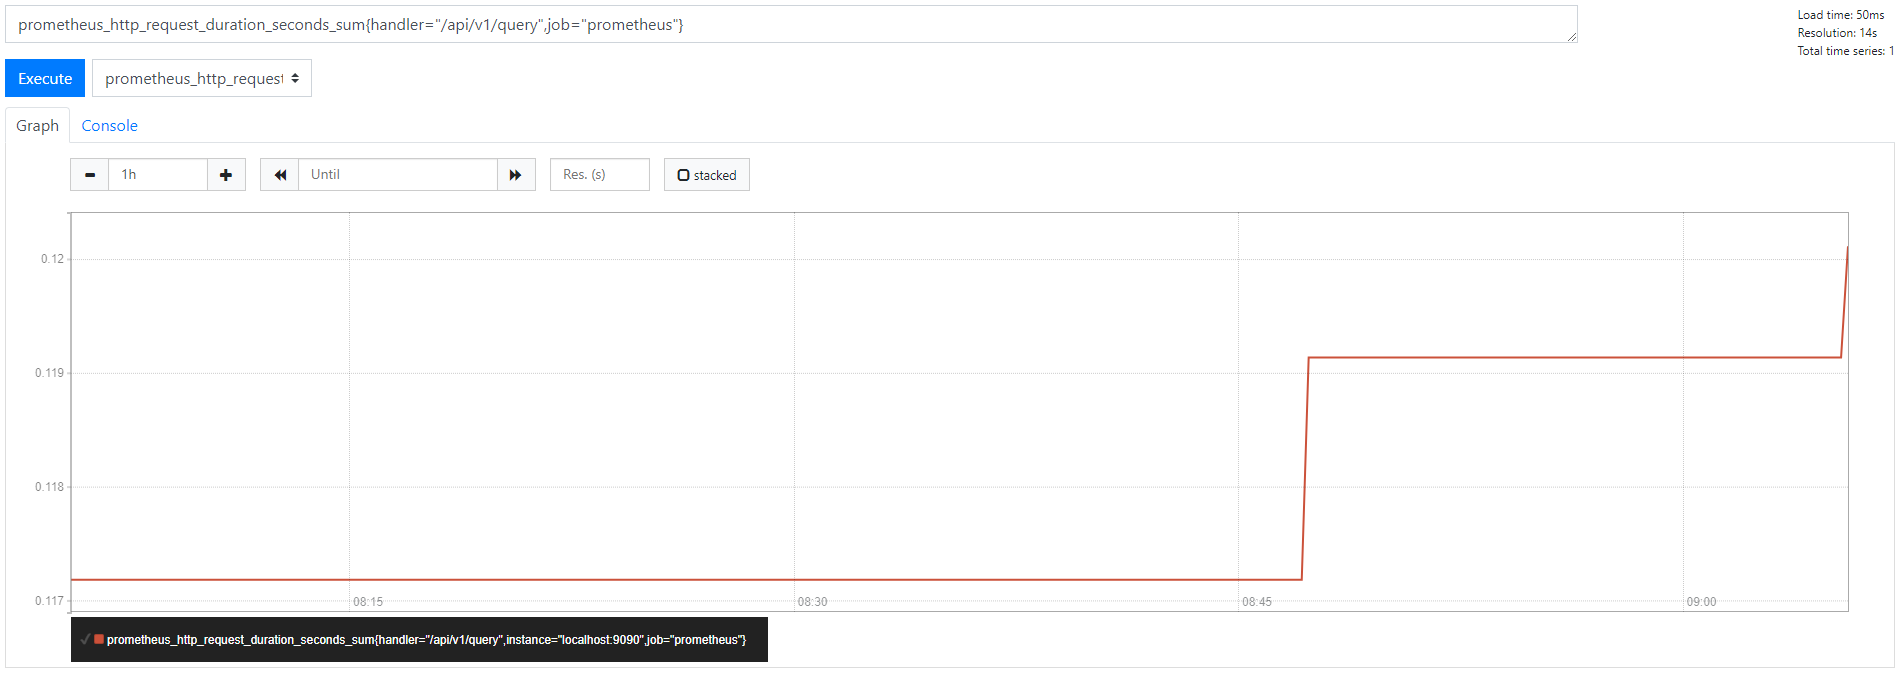 prometheus_http_request_duration_seconds_sum{handler="/api/v1/query",job="prometheus"}
Load time: 50ms
Resolution: 14s
Total time series: 1
Execute
prometheus_http_request
Graph
Console
1h
Until
Res. (s)
stacked
0.12
0.119
0.118
0.117
08:15
08:30
08:45
09:00
prometheus_http_request_duration_seconds_sum{handler="/api/v1/query",instance="localhost:9090",job="prometheus"}